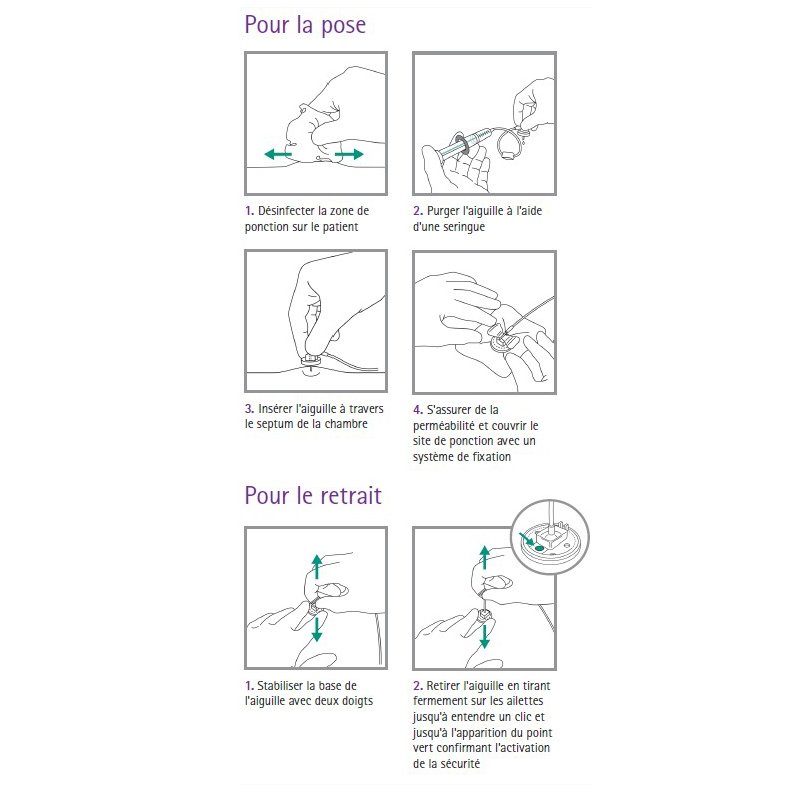 Pour la pose
1. Désinfecter la zone de
ponction sur le patient
2. Purger l'aiguille à l'aide
d'une seringue
3. Insérer l'aiguille à travers
le septum de la chambre
4. S'assurer de la
perméabilité et couvrir le
site de ponction avec un
système de fixation
Pour le retrait
1. Stabiliser la base de
l'aiguille avec deux doigts
2. Retirer l'aiguille en tirant
fermement sur les ailettes
jusqu'à entendre un clic et
jusqu'à l'apparition du point
vert confirmant l'activation
de la sécurité